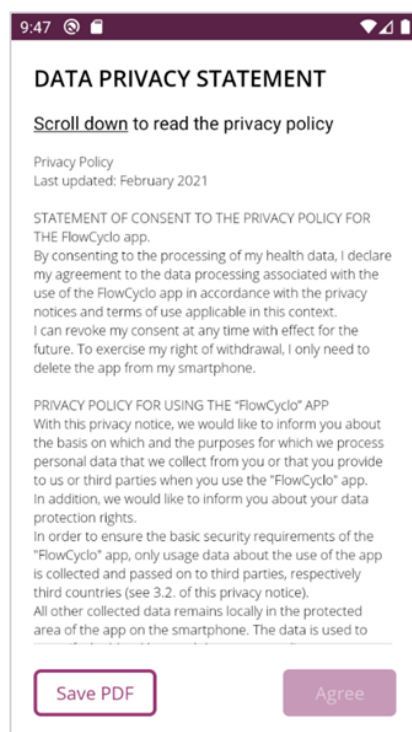 9:47
DATA PRIVACY STATEMENT
Scroll down to read the privacy policy
Privacy Policy
Last updated: February 2021
STATEMENT OF CONSENT TO THE PRIVACY POLICY FOR
THE FlowCyclo app.
By consenting to the processing of my health data, I declare
my agreement to the data processing associated with the
use of the FlowCyclo app in accordance with the privacy
notices and terms of use applicable in this context.
I can revoke my consent at any time with effect for the
future. To exercise my right of withdrawal, I only need to
delete the app from my smartphone.
PRIVACY POLICY FOR USING THE “FlowCyclo” APP
With this privacy notice, we would like to inform you about
the basis on which and the purposes for which we process
personal data that we collect from you or that you provide
to us or third parties when you use the "FlowCyclo" app.
In addition, we would like to inform you about your data
protection rights.
In order to ensure the basic security requirements of the
"FlowCyclo" app, only usage data about the use of the app
is collected and passed on to third parties, respectively
third countries (see 3.2. of this privacy notice).
All other collected data remains locally in the protected
area of the app on the smartphone. The data is used to
Save PDF
Agree